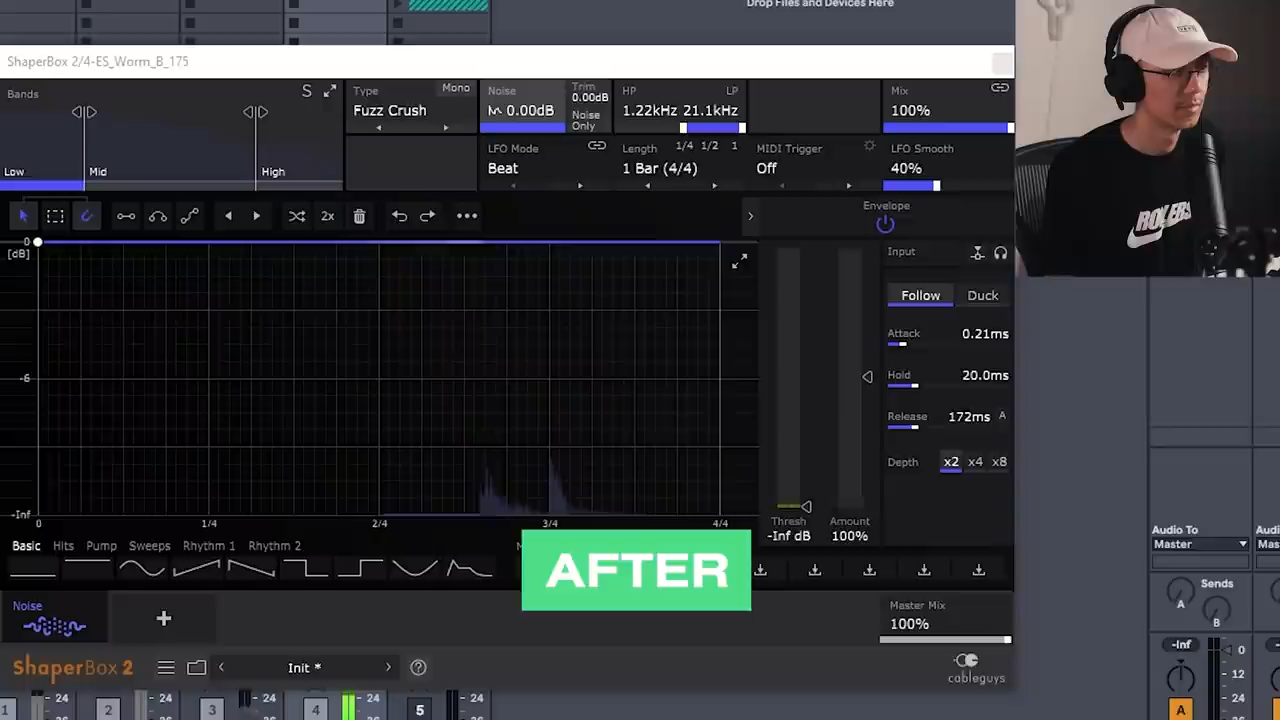 Drop Files and Devices Here
ShaperBox 2/4-ES_Worm_B_175
Bands
S
Low
Mid
High
Type
Mono
Fuzz Crush
Noise
0.00dB
Trim
0.00dB
Noise
Only
HP
LP
1.22kHz 21.1kHz
Mix
100%
LFO Mode
Beat
Length
1/4 1/2 1
1 Bar (4/4)
MIDI Trigger
Off
LFO Smooth
40%
2x
Envelope
0
[dB]
-6
-Inf
0
1/4
2/4
3/4
4/4
Input
Follow
Duck
Attack
0.21ms
Hold
20.0ms
Release
172ms
A
Depth
x2 x4 x8
Thresh
-Inf dB
Amount
100%
Basic
Hits
Pump
Sweeps
Rhythm 1
Rhythm 2
AFTER
Noise
+
Master Mix
100%
ShaperBox 2
Init *
?
cableguys
1
24
2
24
3
24
4
24
5
24
Audio To
Master
Sends
A
B
-Inf
0
12
24
A